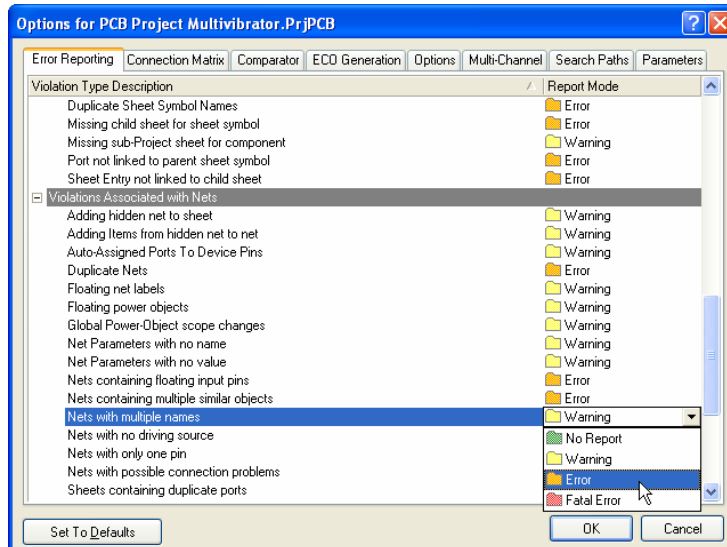 Options for PCB Project Multivibrator.PrjPCB
Error Reporting Connection Matrix Comparator ECO Generation Options Multi-Channel Search Paths Parameters
Violation Type Description Report Mode
Duplicate Sheet Symbol Names Error
Missing child sheet for sheet symbol Error
Missing sub-Project sheet for component Warning
Port not linked to parent sheet symbol Error
Sheet Entry not linked to child sheet Error
Violations Associated with Nets
Adding hidden net to sheet Warning
Adding Items from hidden net to net Warning
Auto-Assigned Ports To Device Pins Warning
Duplicate Nets Error
Floating net labels Warning
Floating power objects Warning
Global Power-Object scope changes Warning
Net Parameters with no name Warning
Net Parameters with no value Warning
Nets containing floating input pins Error
Nets containing multiple similar objects Error
Nets with multiple names Warning
Nets with no driving source No Report
Nets with only one pin Warning
Nets with possible connection problems Error
Sheets containing duplicate ports Fatal Error
Set To Defaults OK Cancel